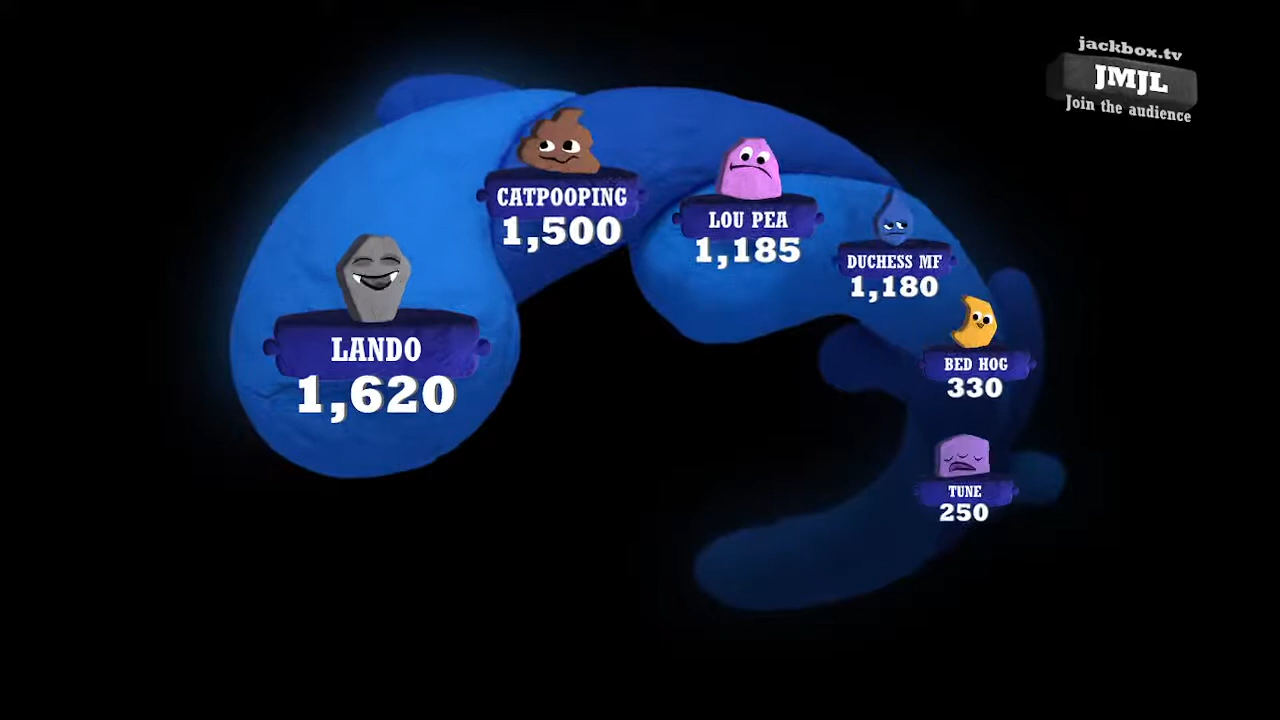 jackbox.tv
JMJL
Join the audience
CATPOOPING
1,500
LOU PEA
1,185
DUCHESS MF
1,180
LANDO
1,620
BED HOG
330
TUNE
250